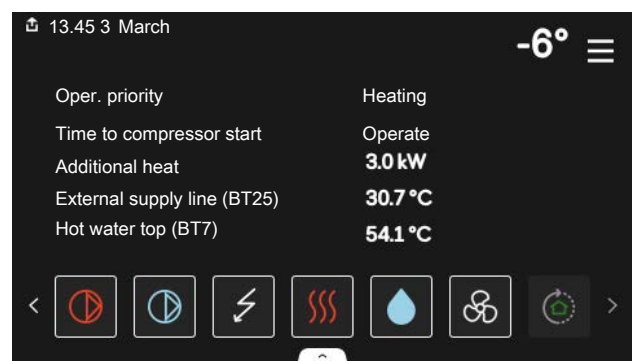 13.45 3 March
-6°
Oper. priority Heating
Time to compressor start Operate
Additional heat 3.0 kW
External supply line (BT25) 30.7 °C
Hot water top (BT7) 54.1 °C